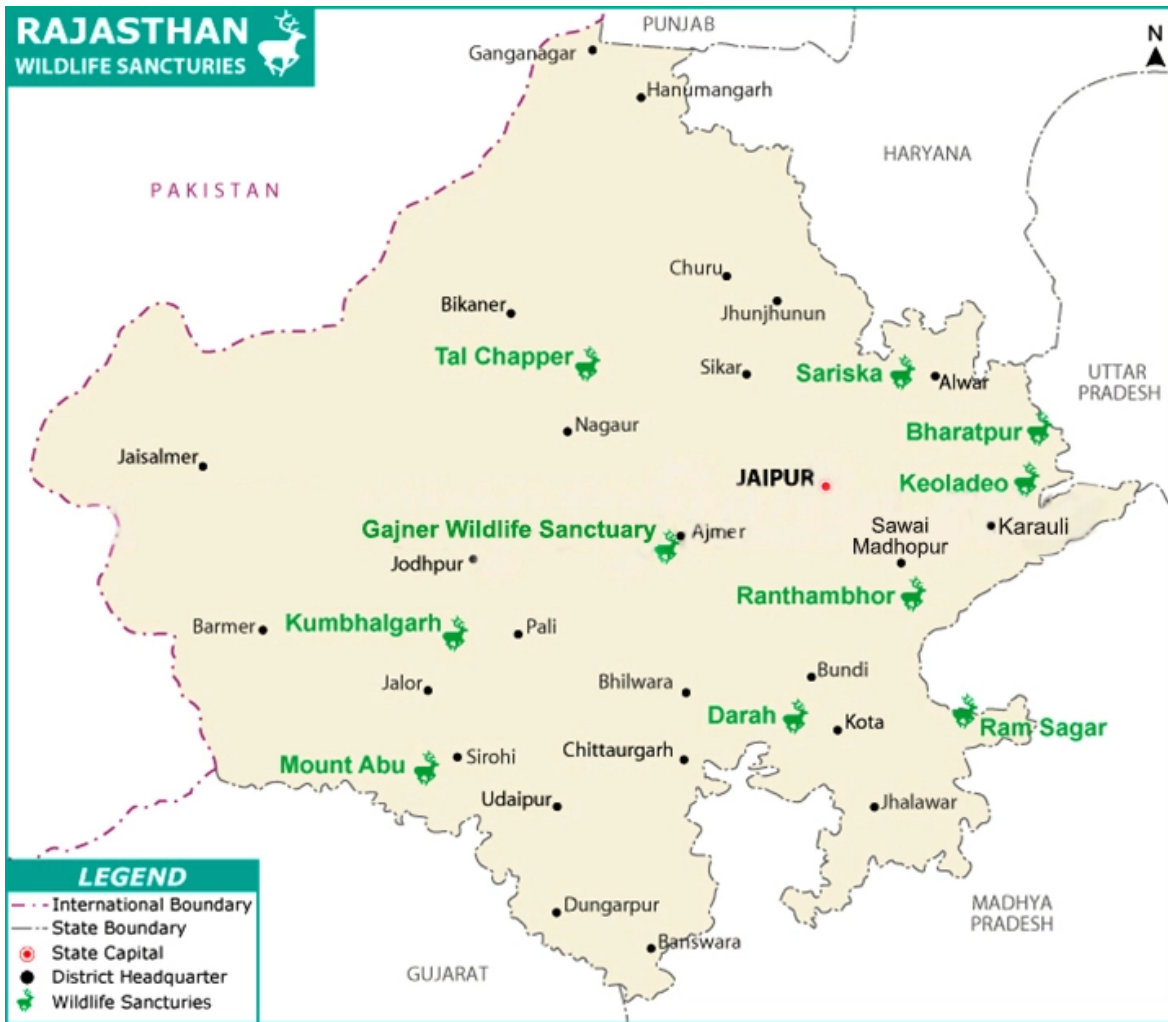 RAJASTHAN
WILDLIFE SANCTURIES
PUNJAB
N
Ganganagar
Hanumangarh
HARYANA
PAKISTAN
Churu
Bikaner
Jhunjhunun
Tal Chapper
Sikar
Sariska
Alwar
UTTAR
PRADESH
Nagaur
Bharatpur
Jaisalmer
JAIPUR
Keoladeo
Gajner Wildlife Sanctuary
Ajmer
Sawai
Madhopur
Karauli
Jodhpur
Ranthambhor
Barmer
Kumbhalgarh
Pali
Jalor
Bhilwara
Bundi
Darah
Kota
Ram Sagar
Mount Abu
Sirohi
Chittaurgarh
Udaipur
Jhalawar
LEGEND
International Boundary
State Boundary
State Capital
District Headquarter
Wildlife Sancturies
Dungarpur
Banswara
GUJARAT
MADHYA
PRADESH